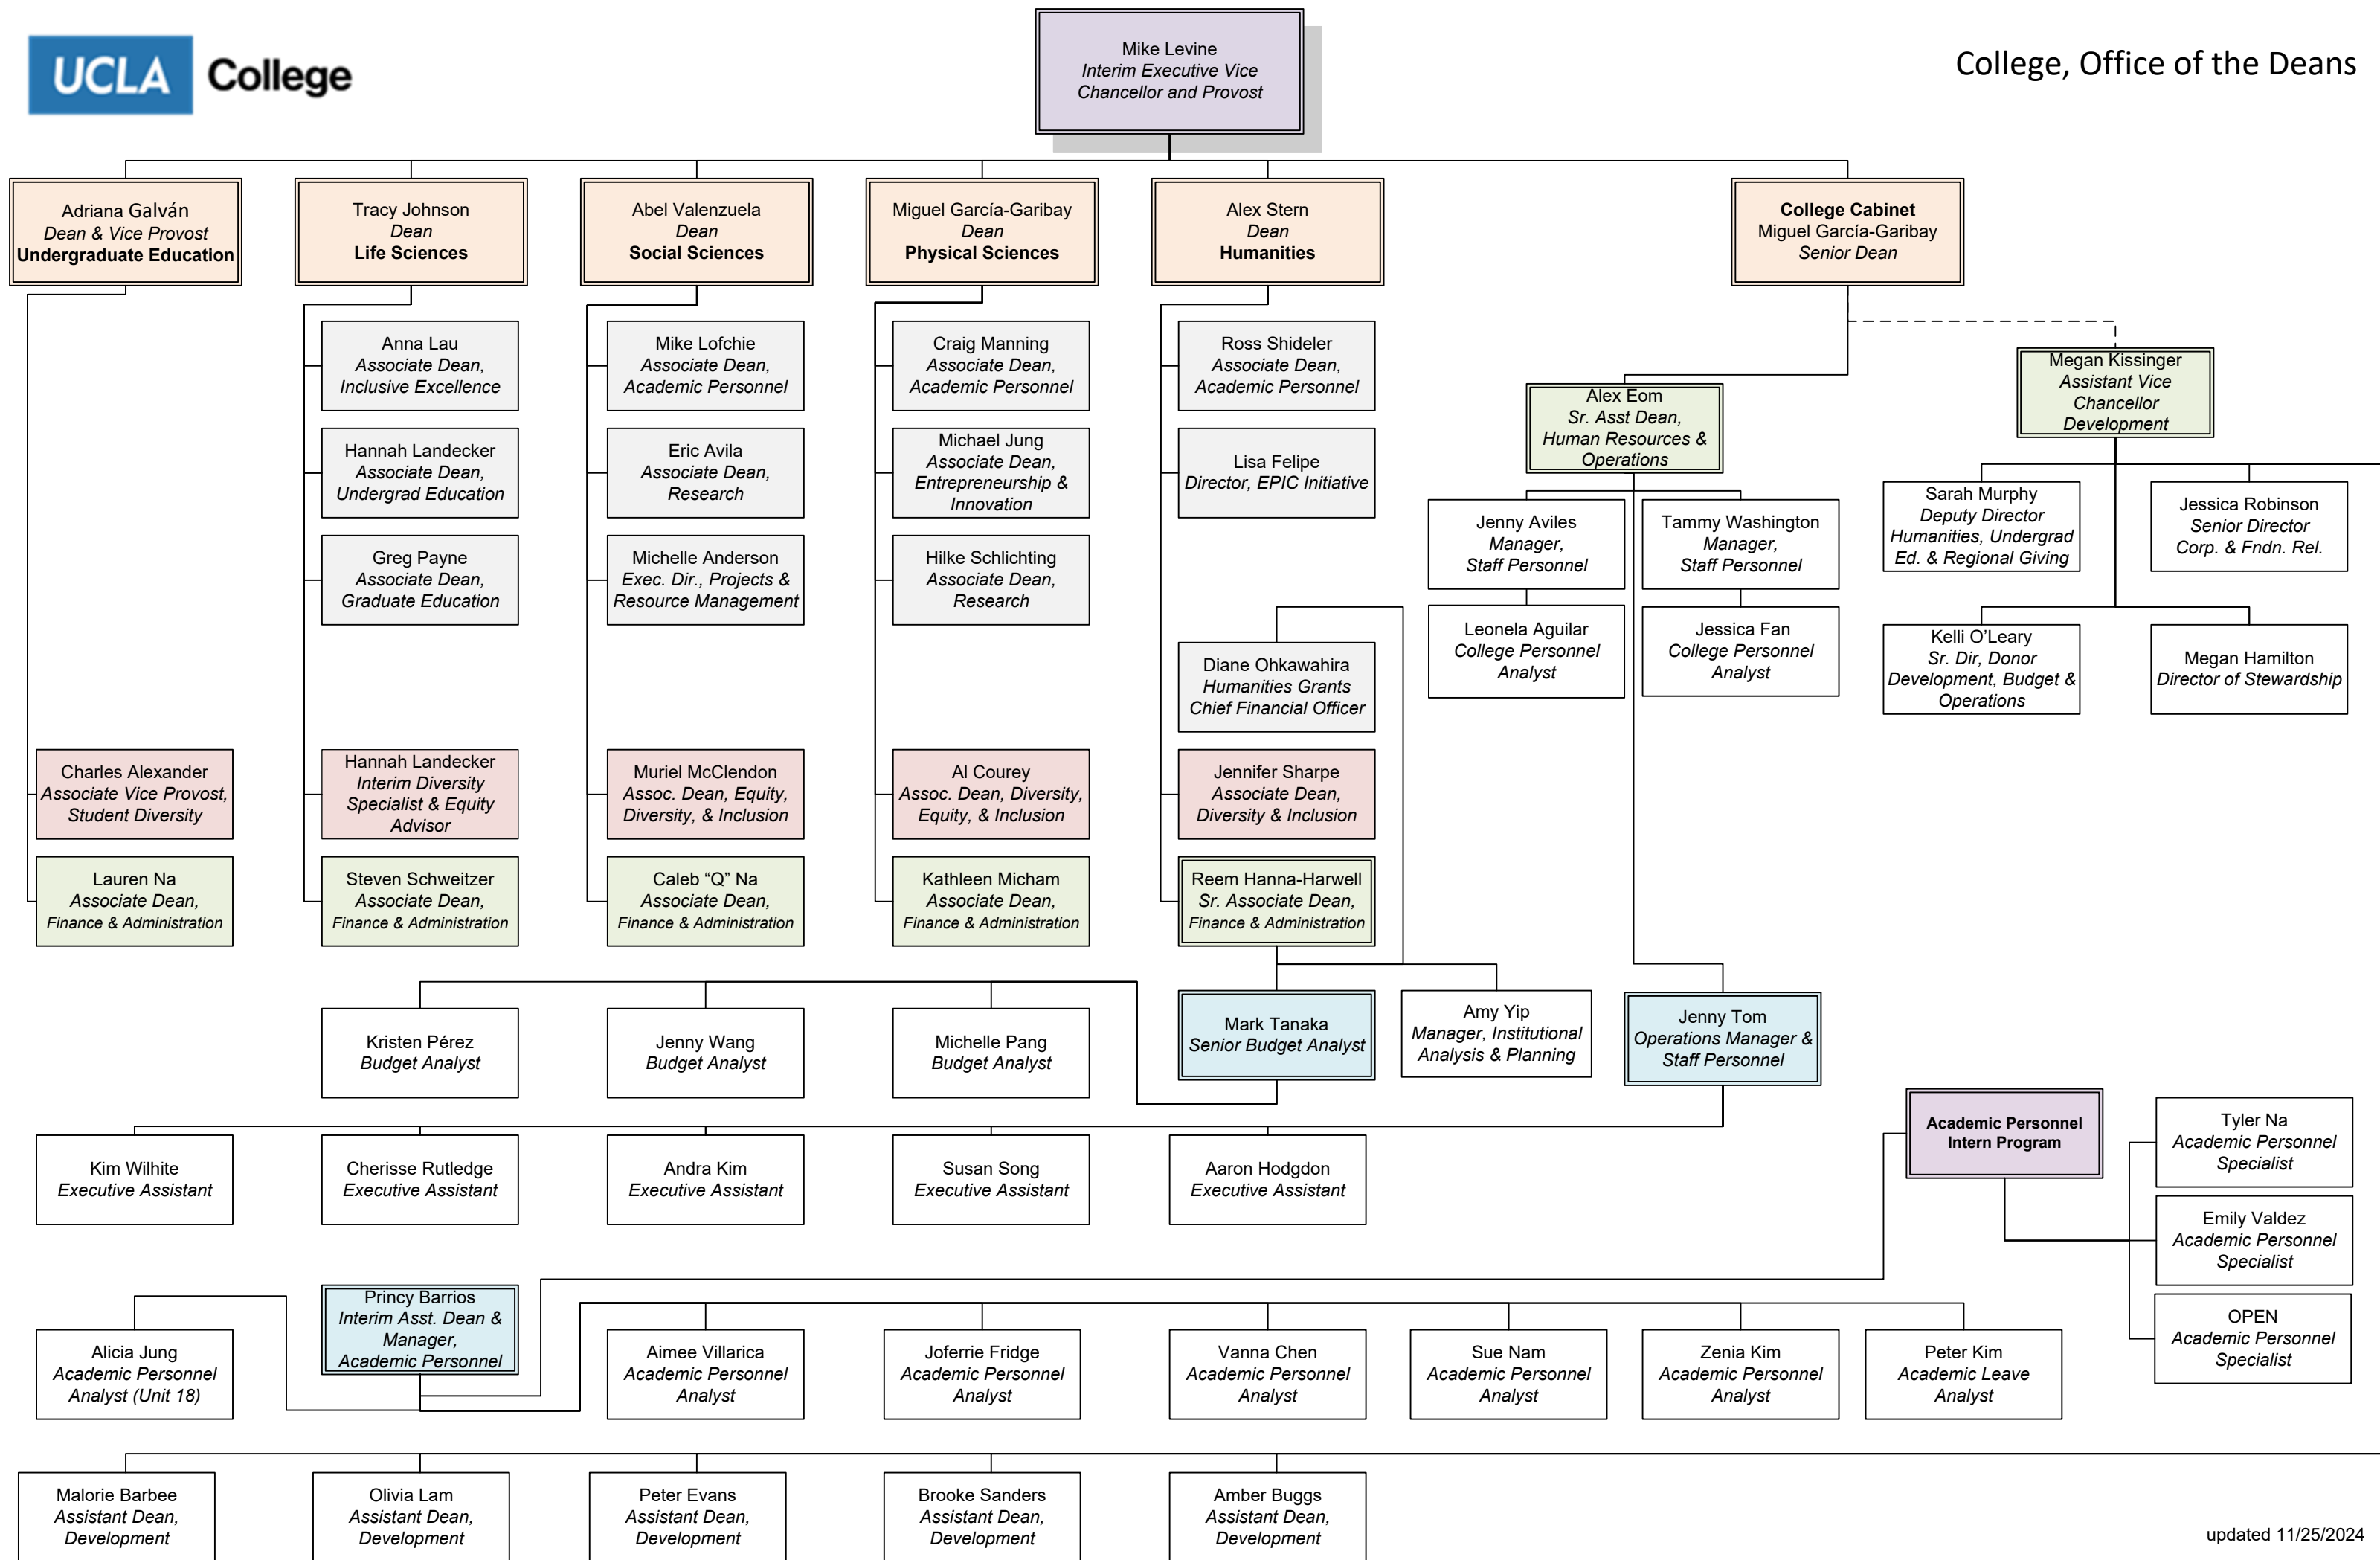 UCLA College
College, Office of the Deans
Mike Levine
Interim Executive Vice
Chancellor and Provost
Adriana Galván
Dean & Vice Provost
Undergraduate Education
Tracy Johnson
Dean
Life Sciences
Abel Valenzuela
Dean
Social Sciences
Miguel García-Garibay
Dean
Physical Sciences
Alex Stern
Dean
Humanities
College Cabinet
Miguel García-Garibay
Senior Dean
Anna Lau
Associate Dean,
Inclusive Excellence
Mike Lofchie
Associate Dean,
Academic Personnel
Craig Manning
Associate Dean,
Academic Personnel
Ross Shideler
Associate Dean,
Academic Personnel
Alex Eom
Sr. Asst Dean,
Human Resources &
Operations
Megan Kissinger
Assistant Vice
Chancellor
Development
Hannah Landecker
Associate Dean,
Undergrad Education
Eric Avila
Associate Dean,
Research
Michael Jung
Associate Dean,
Entrepreneurship &
Innovation
Lisa Felipe
Director, EPIC Initiative
Jenny Aviles
Manager,
Staff Personnel
Tammy Washington
Manager,
Staff Personnel
Sarah Murphy
Deputy Director
Humanities, Undergrad
Ed. & Regional Giving
Jessica Robinson
Senior Director
Corp. & Fndn. Rel.
Greg Payne
Associate Dean,
Graduate Education
Michelle Anderson
Exec. Dir., Projects &
Resource Management
Hilke Schlichting
Associate Dean,
Research
Diane Ohkawahira
Humanities Grants
Chief Financial Officer
Leonela Aguilar
College Personnel
Analyst
Jessica Fan
College Personnel
Analyst
Kelli O’Leary
Sr. Dir, Donor
Development, Budget &
Operations
Megan Hamilton
Director of Stewardship
Charles Alexander
Associate Vice Provost,
Student Diversity
Hannah Landecker
Interim Diversity
Specialist & Equity
Advisor
Muriel McClendon
Assoc. Dean, Equity,
Diversity, & Inclusion
Al Courey
Assoc. Dean, Diversity,
Equity, & Inclusion
Jennifer Sharpe
Associate Dean,
Diversity & Inclusion
Lauren Na
Associate Dean,
Finance & Administration
Steven Schweitzer
Associate Dean,
Finance & Administration
Caleb “Q” Na
Associate Dean,
Finance & Administration
Kathleen Micham
Associate Dean,
Finance & Administration
Reem Hanna-Harwell
Sr. Associate Dean,
Finance & Administration
Kristen Pérez
Budget Analyst
Jenny Wang
Budget Analyst
Michelle Pang
Budget Analyst
Mark Tanaka
Senior Budget Analyst
Amy Yip
Manager, Institutional
Analysis & Planning
Jenny Tom
Operations Manager &
Staff Personnel
Kim Wilhite
Executive Assistant
Cherisse Rutledge
Executive Assistant
Andra Kim
Executive Assistant
Susan Song
Executive Assistant
Aaron Hodgdon
Executive Assistant
Academic Personnel
Intern Program
Tyler Na
Academic Personnel
Specialist
Emily Valdez
Academic Personnel
Specialist
OPEN
Academic Personnel
Specialist
Alicia Jung
Academic Personnel
Analyst (Unit 18)
Princy Barrios
Interim Asst. Dean &
Manager,
Academic Personnel
Aimee Villarica
Academic Personnel
Analyst
Joferrie Fridge
Academic Personnel
Analyst
Vanna Chen
Academic Personnel
Analyst
Sue Nam
Academic Personnel
Analyst
Zenia Kim
Academic Personnel
Analyst
Peter Kim
Academic Leave
Analyst
Malorie Barbee
Assistant Dean,
Development
Olivia Lam
Assistant Dean,
Development
Peter Evans
Assistant Dean,
Development
Brooke Sanders
Assistant Dean,
Development
Amber Buggs
Assistant Dean,
Development
updated 11/25/2024